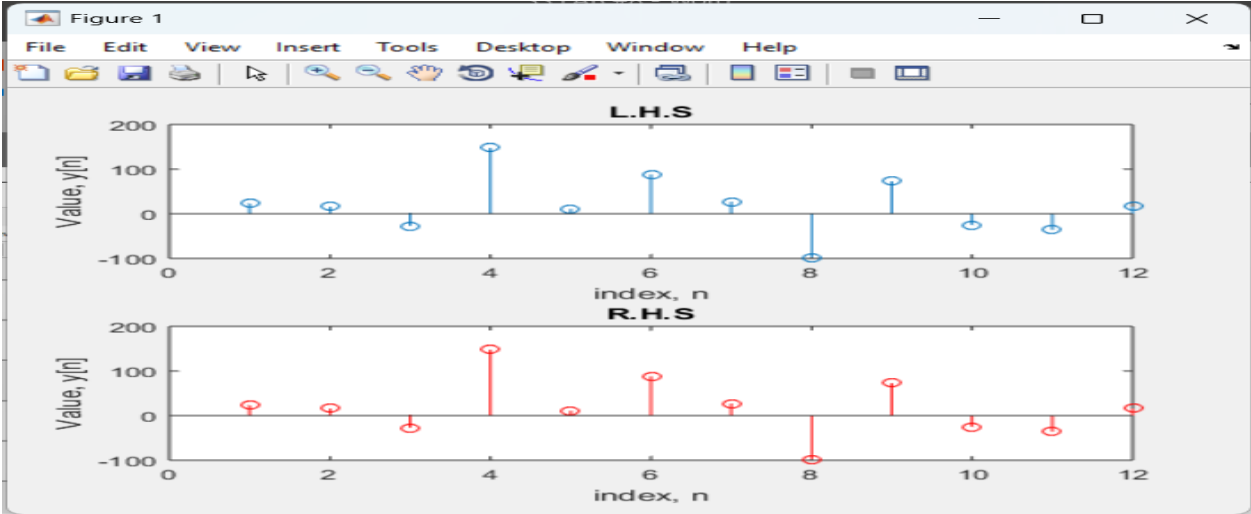 Figure 1
File Edit View Insert Tools Desktop Window Help
L.H.S
200
100
0
-100
Value, y[n]
0 2 4 6 8 10 12
index, n
R.H.S
200
100
0
-100
Value, y[n]
0 2 4 6 8 10 12
index, n